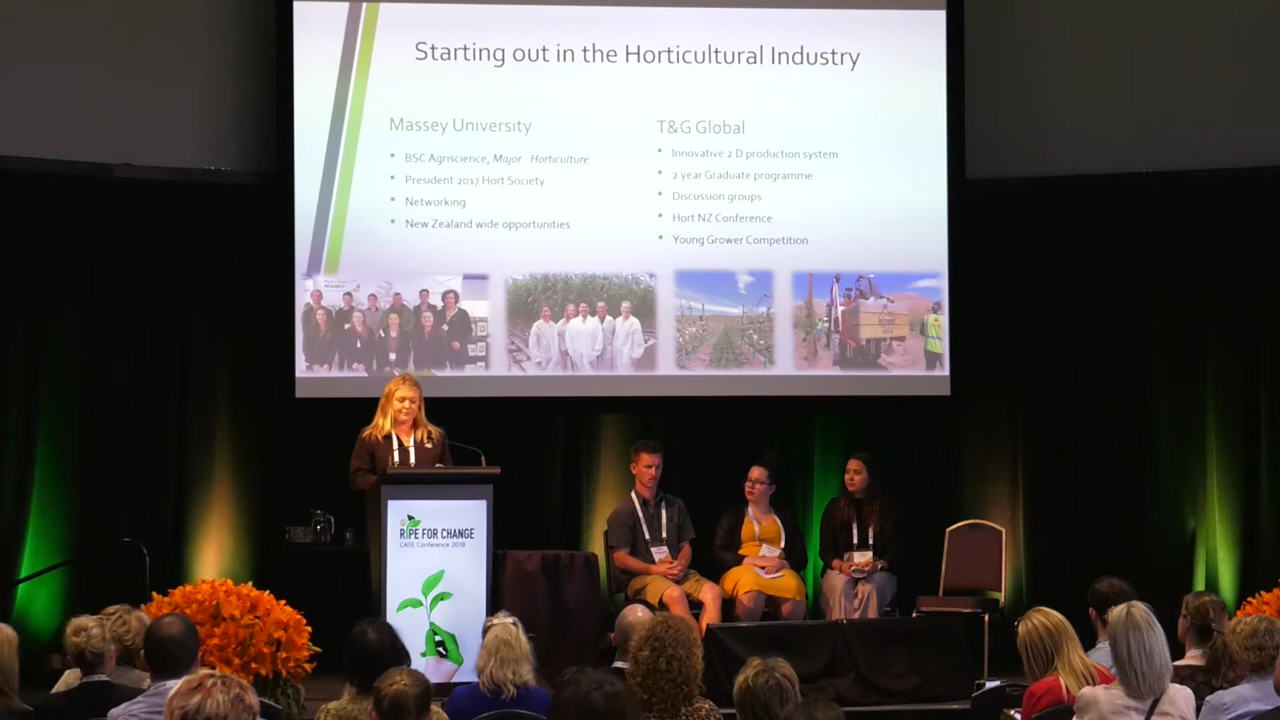 Starting out in the Horticultural Industry
Massey University
• BSC Agriscience, Major Horticulture
• President 2017 Hort Society
• Networking
• New Zealand wide opportunities
T&G Global
• Innovative 2 D production system
• 2 year Graduate programme
• Discussion groups
• Hort NZ Conference
• Young Grower Competition
RIPE FOR CHANGE
CATE Conference 2019